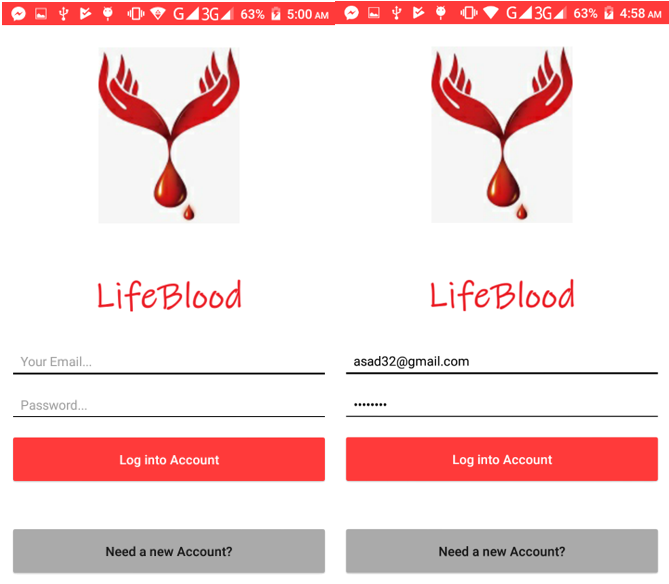 G 3G 63% 5:00 AM
LifeBlood
Your Email...
Password...
Log into Account
Need a new Account?
G 3G 63% 4:58 AM
LifeBlood
asad32@gmail.com
••••••••
Log into Account
Need a new Account?